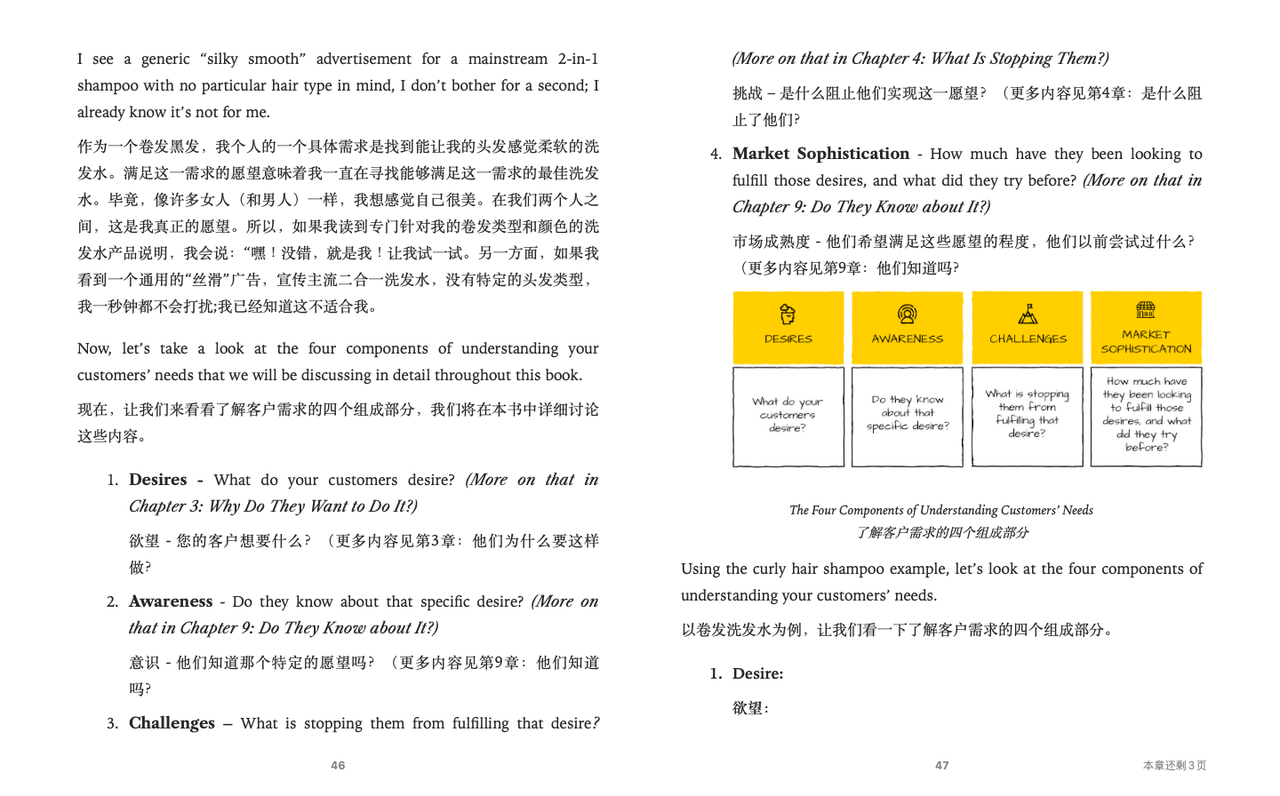 I see a generic “silky smooth” advertisement for a mainstream 2-in-1
shampoo with no particular hair type in mind, I don’t bother for a second; I
already know it’s not for me.
作为一个卷发黑发，我个人的一个具体需求是找到能让我的头发感觉柔软的洗
发水。满足这一需求的愿望意味着我一直在寻找能够满足这一需求的最佳洗发
水。毕竟，像许多女人（和男人）一样，我想感觉自己很美。在我们两个人之
间，这是我真正的愿望。所以，如果我读到专门针对我的卷发类型和颜色的洗
发水产品说明，我会说：“嘿！没错，就是我！让我试一试。另一方面，如果我
看到一个通用的“丝滑”广告，宣传主流二合一洗发水，没有特定的头发类型，
我一秒钟都不会打扰;我已经知道这不适合我。
Now, let’s take a look at the four components of understanding your
customers’ needs that we will be discussing in detail throughout this book.
现在，让我们来看看了解客户需求的四个组成部分，我们将在本书中详细讨论
这些内容。
1. Desires - What do your customers desire? (More on that in
Chapter 3: Why Do They Want to Do It?)
欲望 - 您的客户想要什么？（更多内容见第3章：他们为什么要这样
做?
2. Awareness - Do they know about that specific desire? (More on
that in Chapter 9: Do They Know about It?)
意识 - 他们知道那个特定的愿望吗？（更多内容见第9章：他们知道
吗?
3. Challenges – What is stopping them from fulfilling that desire?
46
(More on that in Chapter 4: What Is Stopping Them?)
挑战 – 是什么阻止他们实现这一愿望？（更多内容见第4章：是什么阻
止了他们?
4. Market Sophistication - How much have they been looking to
fulfill those desires, and what did they try before? (More on that in
Chapter 9: Do They Know about It?)
市场成熟度 - 他们希望满足这些愿望的程度，他们以前尝试过什么？
（更多内容见第9章：他们知道吗?
DESIRES
AWARENESS
CHALLENGES
MARKET
SOPHISTICATION
What do your
customers
desire?
Do they know
about that
specific desire?
What is stopping
them from
fulfilling that
desire?
How much have
they been looking
to fulfill those
desires, and what
did they try
before?
The Four Components of Understanding Customers’ Needs
了解客户需求的四个组成部分
Using the curly hair shampoo example, let’s look at the four components of
understanding your customers’ needs.
以卷发洗发水为例，让我们看一下了解客户需求的四个组成部分。
1. Desire:
欲望：
47
本章还剩3页